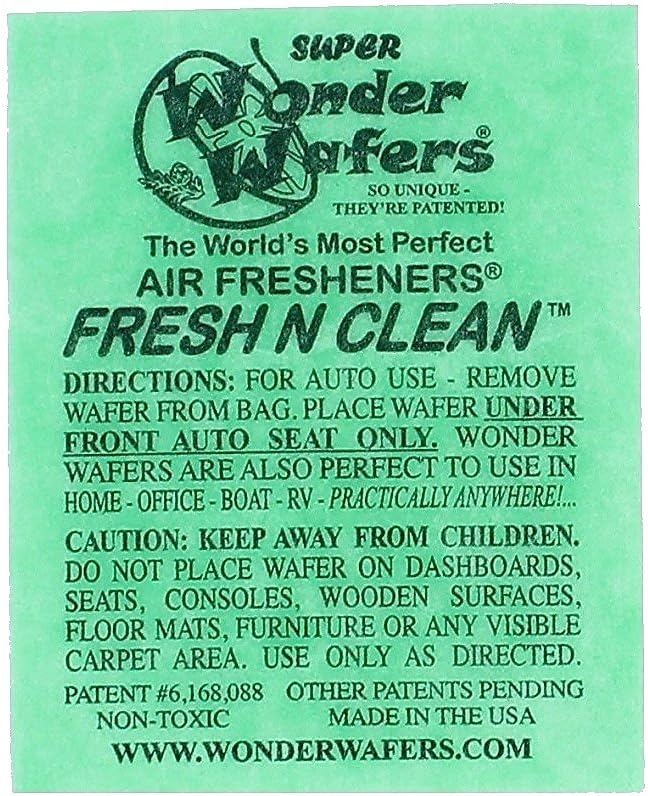 SUPER
Wonder
Wafers®
SO UNIQUE -
THEY'RE PATENTED!
The World's Most Perfect
AIR FRESHENERS®
FRESH N CLEAN™
DIRECTIONS: FOR AUTO USE - REMOVE
WAFER FROM BAG. PLACE WAFER UNDER
FRONT AUTO SEAT ONLY. WONDER
WAFERS ARE ALSO PERFECT TO USE IN
HOME - OFFICE - BOAT - RV - PRACTICALLY ANYWHERE!...
CAUTION: KEEP AWAY FROM CHILDREN.
DO NOT PLACE WAFER ON DASHBOARDS,
SEATS, CONSOLES, WOODEN SURFACES,
FLOOR MATS, FURNITURE OR ANY VISIBLE
CARPET AREA. USE ONLY AS DIRECTED.
PATENT #6,168,088 OTHER PATENTS PENDING
NON-TOXIC MADE IN THE USA
WWW.WONDERWAFERS.COM